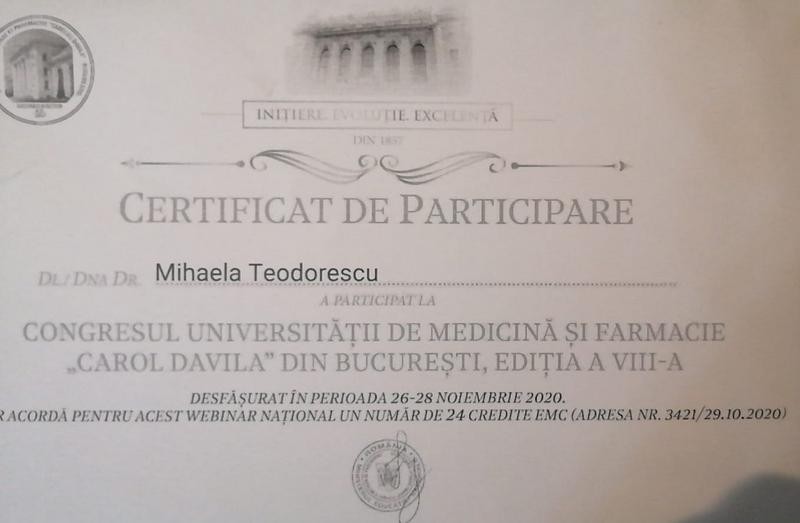 INIȚIERE. EVOLUȚIE. EXCELENȚĂ
DIN 1857
CERTIFICAT DE PARTICIPARE
DL./DNA DR. Mihaela Teodorescu
A PARTICIPAT LA
CONGRESUL UNIVERSITĂȚII DE MEDICINĂ ȘI FARMACIE
„CAROL DAVILA” DIN BUCUREȘTI, EDIȚIA A VIII-A
DESFĂȘURAT ÎN PERIOADA 26-28 NOIEMBRIE 2020.
R ACORDĂ PENTRU ACEST WEBINAR NAȚIONAL UN NUMĂR DE 24 CREDITE EMC (ADRESA NR. 3421/29.10.2020)
ROMÂNIA